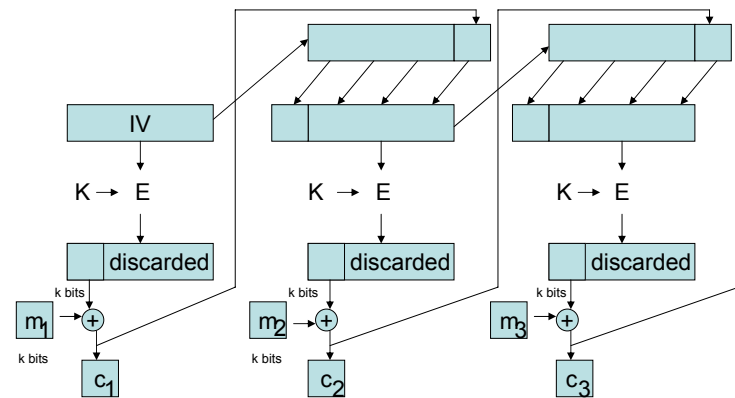 IV
K E K E K E
discarded discarded discarded
k bits k bits k bits
m1 + m2 + m3 +
k bits k bits
c1 c2 c3